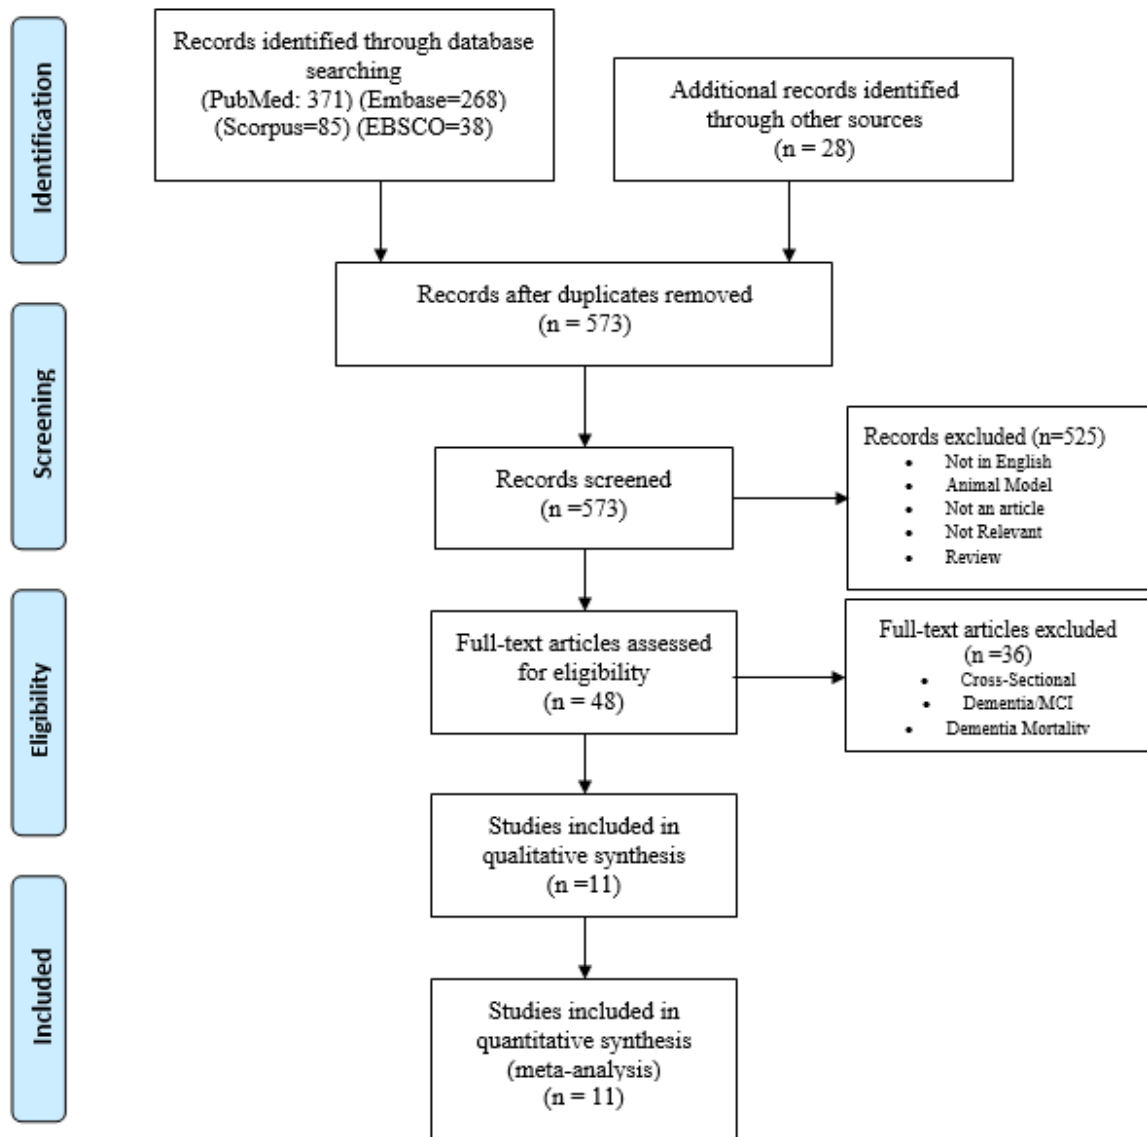 Identification
Records identified through database
searching
(PubMed: 371) (Embase=268)
(Scorpus=85) (EBSCO=38)
Additional records identified
through other sources
(n = 28)
Records after duplicates removed
(n = 573)
Screening
Records screened
(n =573)
Records excluded (n=525)
• Not in English
• Animal Model
• Not an article
• Not Relevant
• Review
Eligibility
Full-text articles assessed
for eligibility
(n = 48)
Full-text articles excluded
(n =36)
• Cross-Sectional
• Dementia/MCI
• Dementia Mortality
Studies included in
qualitative synthesis
(n =11)
Included
Studies included in
quantitative synthesis
(meta-analysis)
(n = 11)